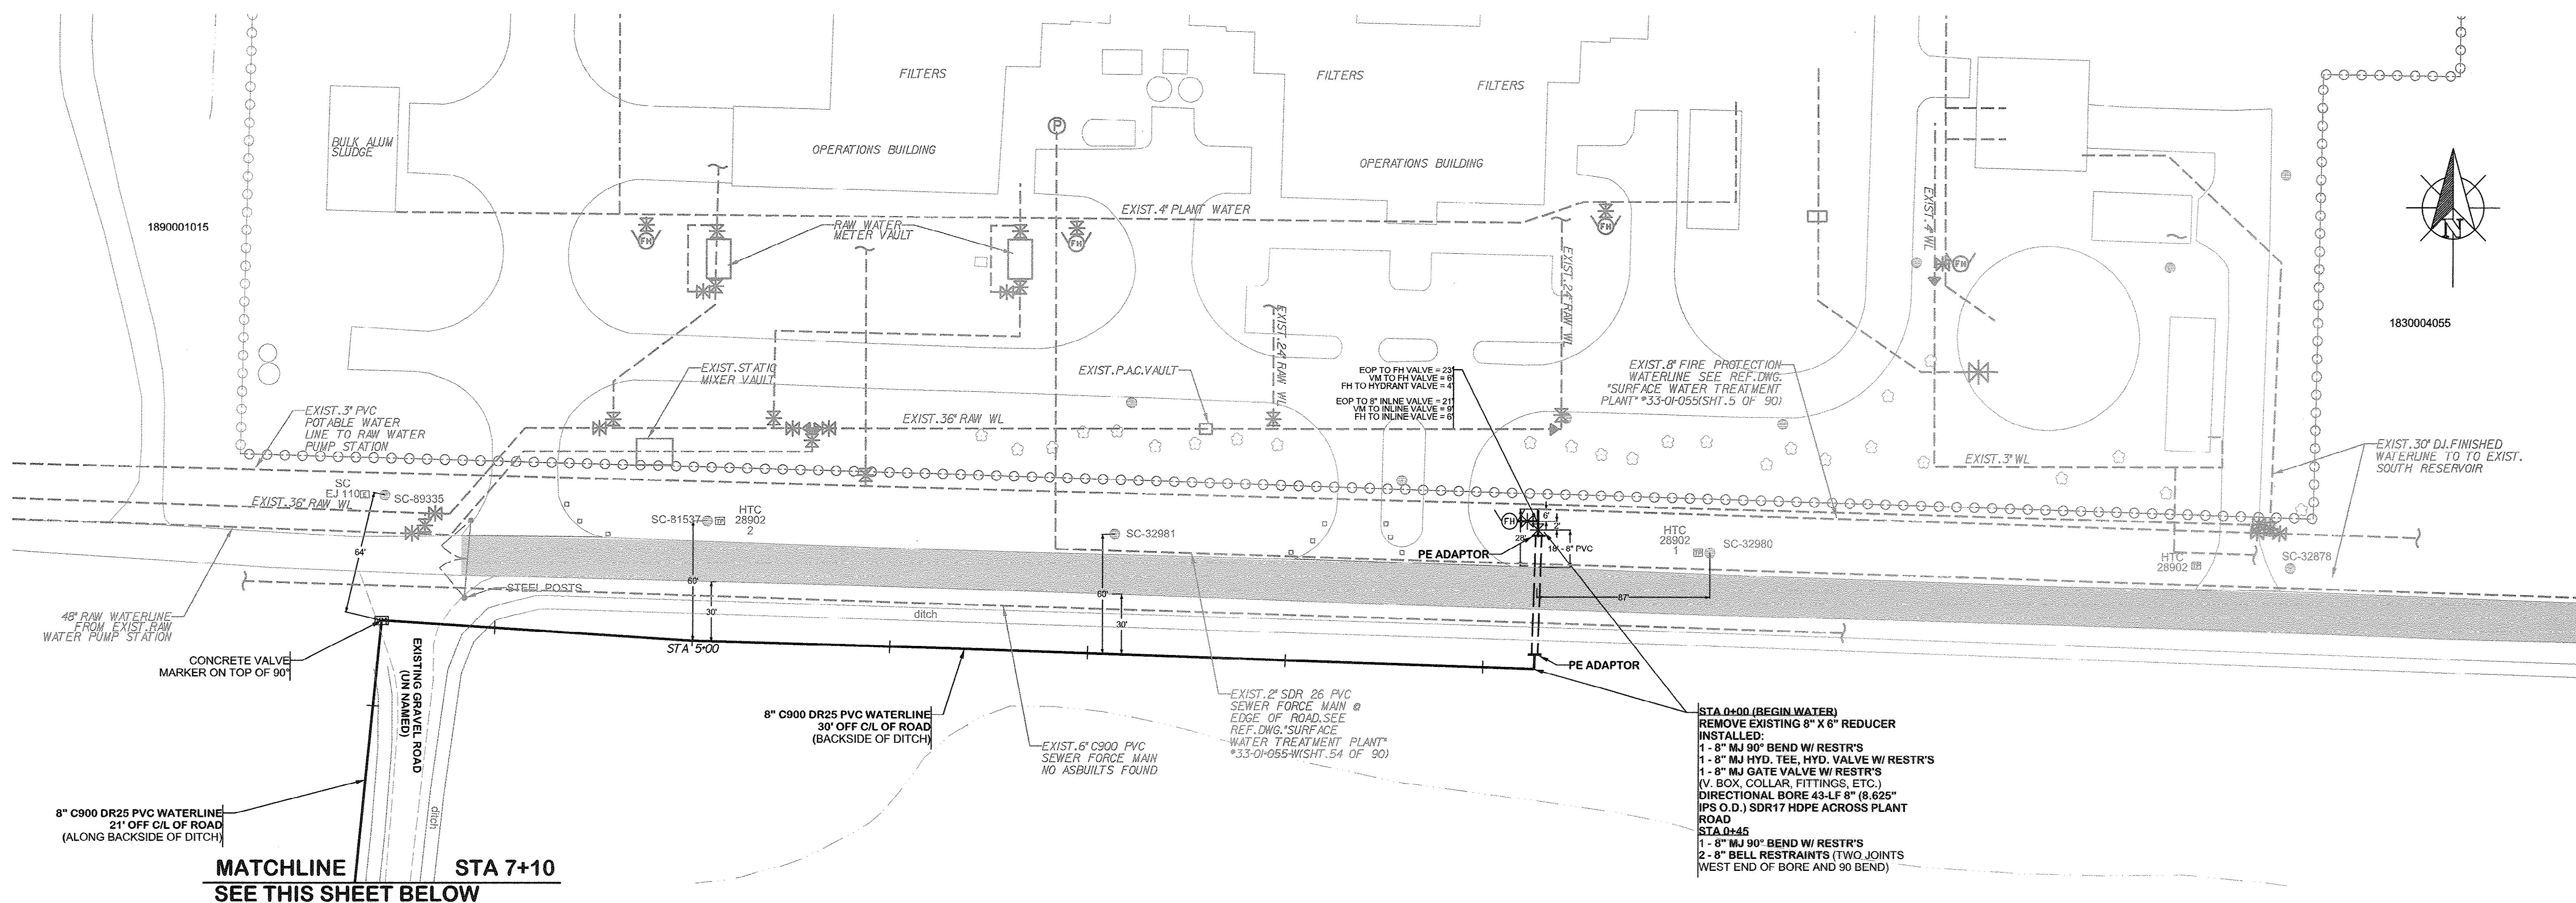 FILTERS
FILTERS
FILTERS
BULK ALUM
SLUDGE
OPERATIONS BUILDING
OPERATIONS BUILDING
P
EXIST.4" PLANT WATER
EXIST.4" WL
N
1890001015
RAW WATER
METER VAULT
FH
FH
FH
FH
EXIST.24" RAW WL
EXIST.24" RAW WL
1830004055
EXIST.STATIC
MIXER VAULT
EXIST.P.A.C.VAULT
EOP TO FH VALVE = 23'
VM TO FH VALVE = 6'
FH TO HYDRANT VALVE = 4'
EOP TO 8" INLNE VALVE = 21'
VM TO INLINE VALVE = 9'
FH TO INLINE VALVE = 6'
EXIST.8" FIRE PROTECTION
WATERLINE SEE REF.DWG.
"SURFACE WATER TREATMENT
PLANT" #33-01-055(SHT.5 OF 90)
EXIST.3" PVC
POTABLE WATER
LINE TO RAW WATER
PUMP STATION
EXIST.36" RAW WL
EXIST.3" WL
EXIST.30" D.I.FINISHED
WATERLINE TO TO EXIST.
SOUTH RESERVOIR
SC
EJ 110
SC-89335
EXIST.36" RAW WL
SC-81537
HTC
28902
2
SC-32981
FH
6'
2'
28'
18' - 8" PVC
PE ADAPTOR
HTC
28902
1
SC-32980
HTC
28902
SC-32878
64'
60'
30'
60'
30'
87'
STEEL POSTS
ditch
48" RAW WATERLINE
FROM EXIST.RAW
WATER PUMP STATION
CONCRETE VALVE
MARKER ON TOP OF 90°
EXISTING GRAVEL ROAD
(UN NAMED)
STA 5+00
PE ADAPTOR
8" C900 DR25 PVC WATERLINE
30' OFF C/L OF ROAD
(BACKSIDE OF DITCH)
EXIST.6" C900 PVC
SEWER FORCE MAIN
NO ASBUILTS FOUND
EXIST.2" SDR 26 PVC
SEWER FORCE MAIN @
EDGE OF ROAD.SEE
REF.DWG."SURFACE
WATER TREATMENT PLANT"
#33-01-055-W(SHT.54 OF 90)
STA 0+00 (BEGIN WATER)
REMOVE EXISTING 8" X 6" REDUCER
INSTALLED:
1 - 8" MJ 90° BEND W/ RESTR'S
1 - 8" MJ HYD. TEE, HYD. VALVE W/ RESTR'S
1 - 8" MJ GATE VALVE W/ RESTR'S
(V. BOX, COLLAR, FITTINGS, ETC.)
DIRECTIONAL BORE 43-LF 8" (8.625"
IPS O.D.) SDR17 HDPE ACROSS PLANT
ROAD
STA 0+45
1 - 8" MJ 90° BEND W/ RESTR'S
2 - 8" BELL RESTRAINTS (TWO JOINTS
WEST END OF BORE AND 90 BEND)
8" C900 DR25 PVC WATERLINE
21' OFF C/L OF ROAD
(ALONG BACKSIDE OF DITCH)
ditch
MATCHLINE STA 7+10
SEE THIS SHEET BELOW